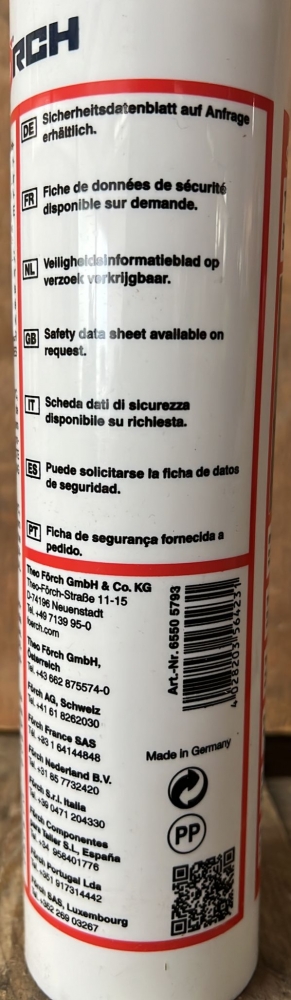 RCH
DE Sicherheitsdatenblatt auf Anfrage
erhältlich.
FR Fiche de données de sécurité
disponible sur demande.
NL Veiligheidsinformatieblad op
verzoek verkrijgbaar.
GB Safety data sheet available on
request.
IT Scheda dati di sicurezza
disponibile su richiesta.
ES Puede solicitarse la ficha de datos
de seguridad.
PT Ficha de segurança fornecida a
pedido.
Theo Förch GmbH & Co. KG
Theo-Förch-Straße 11-15
D-74196 Neuenstadt
Tel. +49 7139 95-0
foerch.com
Theo Förch GmbH,
Österreich
Tel. +43 662 875574-0
Förch AG, Schweiz
Tel. +41 61 8262030
Förch France SAS
Tel. +33 1 64144848
Förch Nederland B.V.
Tel. +31 85 7732420
Förch S.r.l. Italia
Tel. +39 0471 204330
Förch Componentes
para Taller S.L, España
Tel. +34 958401776
Förch Portugal Lda
Tel. +351 917314442
Förch SAS, Luxembourg
+352 269 03267
Art.-Nr. 6550 5793
Made in Germany
PP